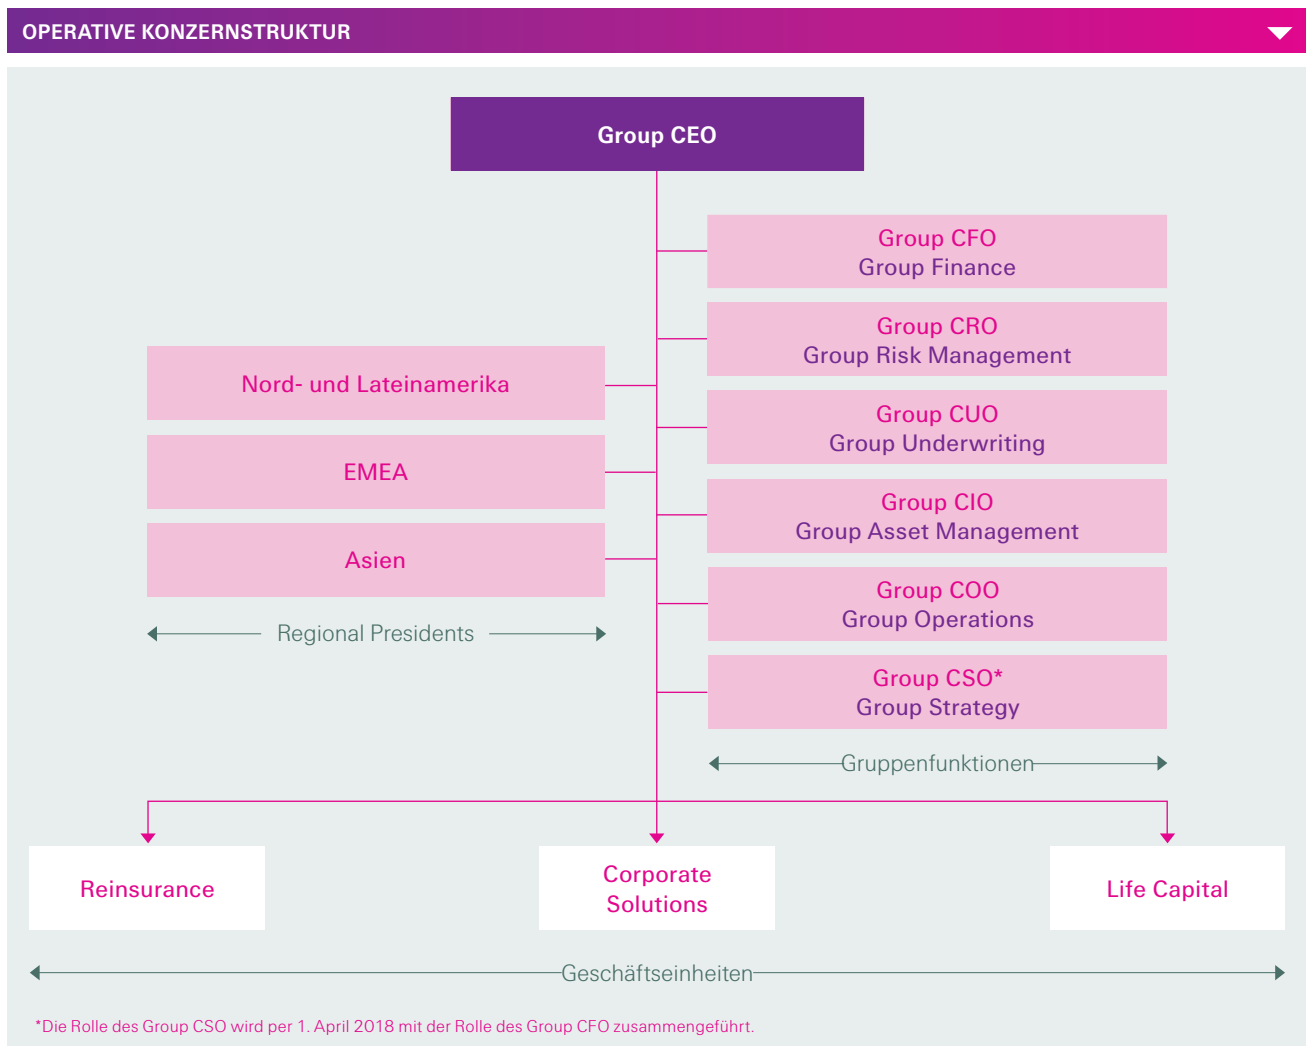 OPERATIVE KONZERNSTRUKTUR
Group CEO
Group CFO
Group Finance
Group CRO
Group Risk Management
Group CUO
Group Underwriting
Group CIO
Group Asset Management
Group COO
Group Operations
Group CSO*
Group Strategy
Gruppenfunktionen
Nord- und Lateinamerika
EMEA
Asien
Regional Presidents
Reinsurance
Corporate
Solutions
Life Capital
Geschäftseinheiten
*Die Rolle des Group CSO wird per 1. April 2018 mit der Rolle des Group CFO zusammengeführt.